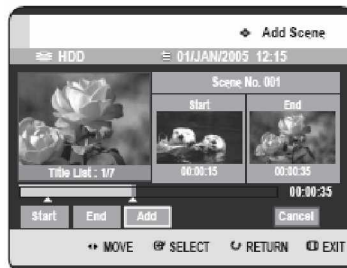 Add Scene
HDD 01/JAN/2005 12:15
Scene No. 001
Start End
Title List : 1/7 00:00:15 00:00:35
00:00:35
Start End Add Cancel
MOVE SELECT RETURN EXIT